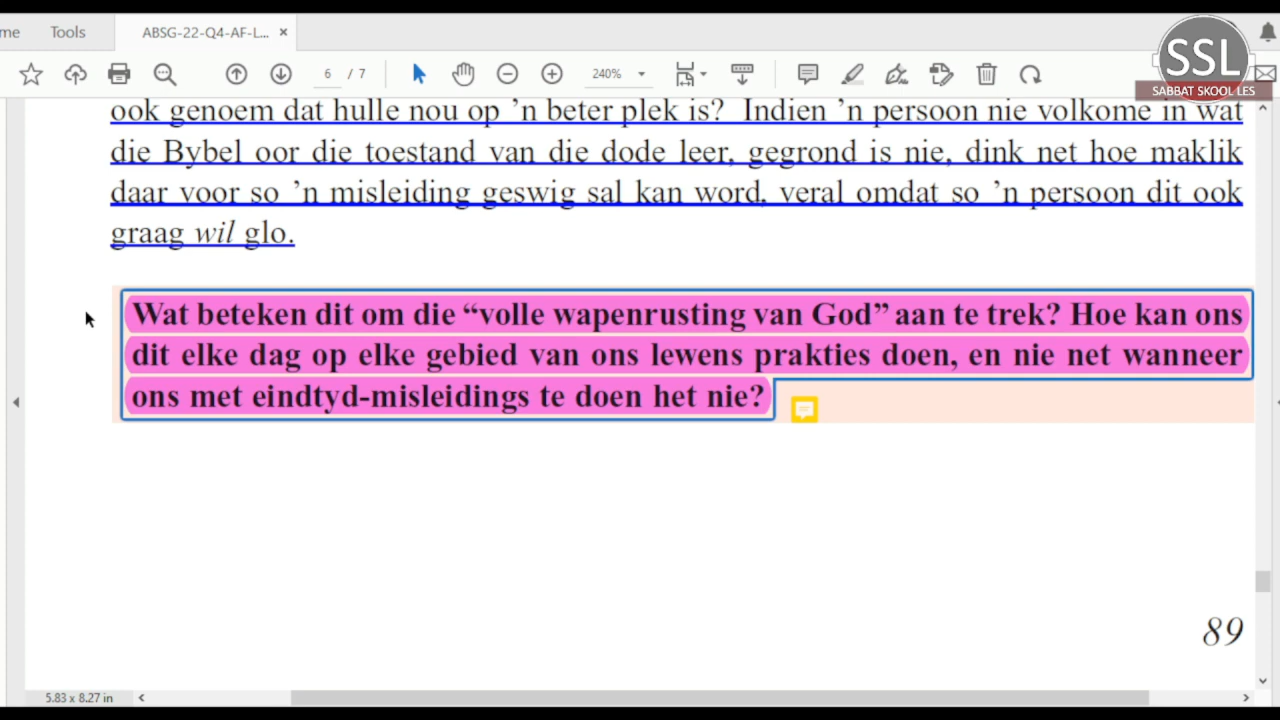 me Tools ABSG-22-Q4-AF-L... ×
6 / 7 240%
SSL
SABBAT SKOOL LES
ook genoem dat hulle nou op ’n beter plek is? Indien ’n persoon nie volkome in wat
die Bybel oor die toestand van die dode leer, gegrond is nie, dink net hoe maklik
daar voor so ’n misleiding geswig sal kan word, veral omdat so ’n persoon dit ook
graag wil glo.
Wat beteken dit om die “volle wapenrusting van God” aan te trek? Hoe kan ons
dit elke dag op elke gebied van ons lewens prakties doen, en nie net wanneer
ons met eindtyd-misleidings te doen het nie?
89
5.83 x 8.27 in